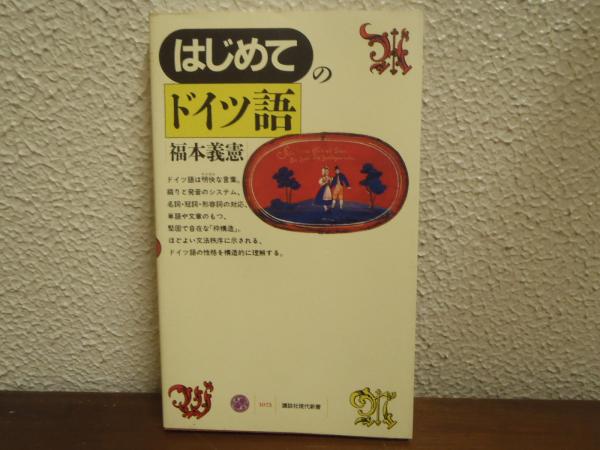 はじめて
の
ドイツ語
福本義憲
ドイツ語は明快な言葉。
綴りと発音のシステム、
名詞・冠詞・形容詞の対応、
単語や文章のもつ、
堅固で自在な「枠構造」。
ほどよい文法秩序に示される、
ドイツ語の性格を構造的に理解する。
1075
講談社現代新書